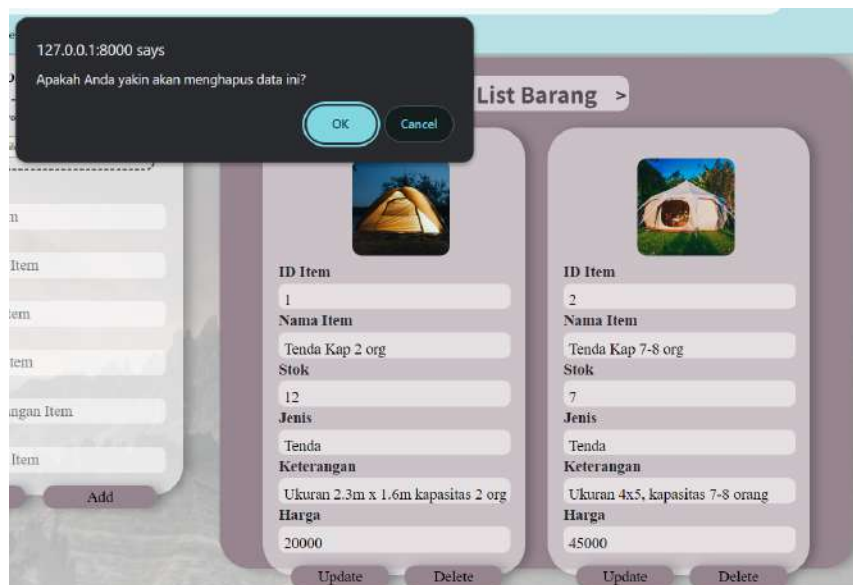 127.0.0.1:8000 says
Apakah Anda yakin akan menghapus data ini?
OK
Cancel
List Barang >
Item
Item
ngan Item
Item
Add
ID Item
1
Nama Item
Tenda Kap 2 org
Stok
12
Jenis
Tenda
Keterangan
Ukuran 2.3m x 1.6m kapasitas 2 org
Harga
20000
Update
Delete
ID Item
2
Nama Item
Tenda Kap 7-8 org
Stok
7
Jenis
Tenda
Keterangan
Ukuran 4x5, kapasitas 7-8 orang
Harga
45000
Update
Delete